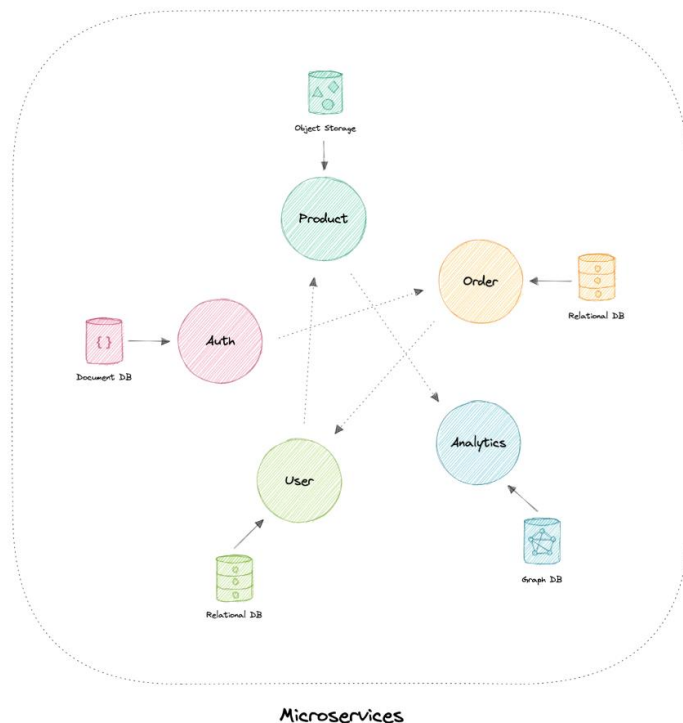 Object Storage
Product
Order
Relational DB
{ }
Auth
Document DB
Analytics
User
Graph DB
Relational DB
Microservices